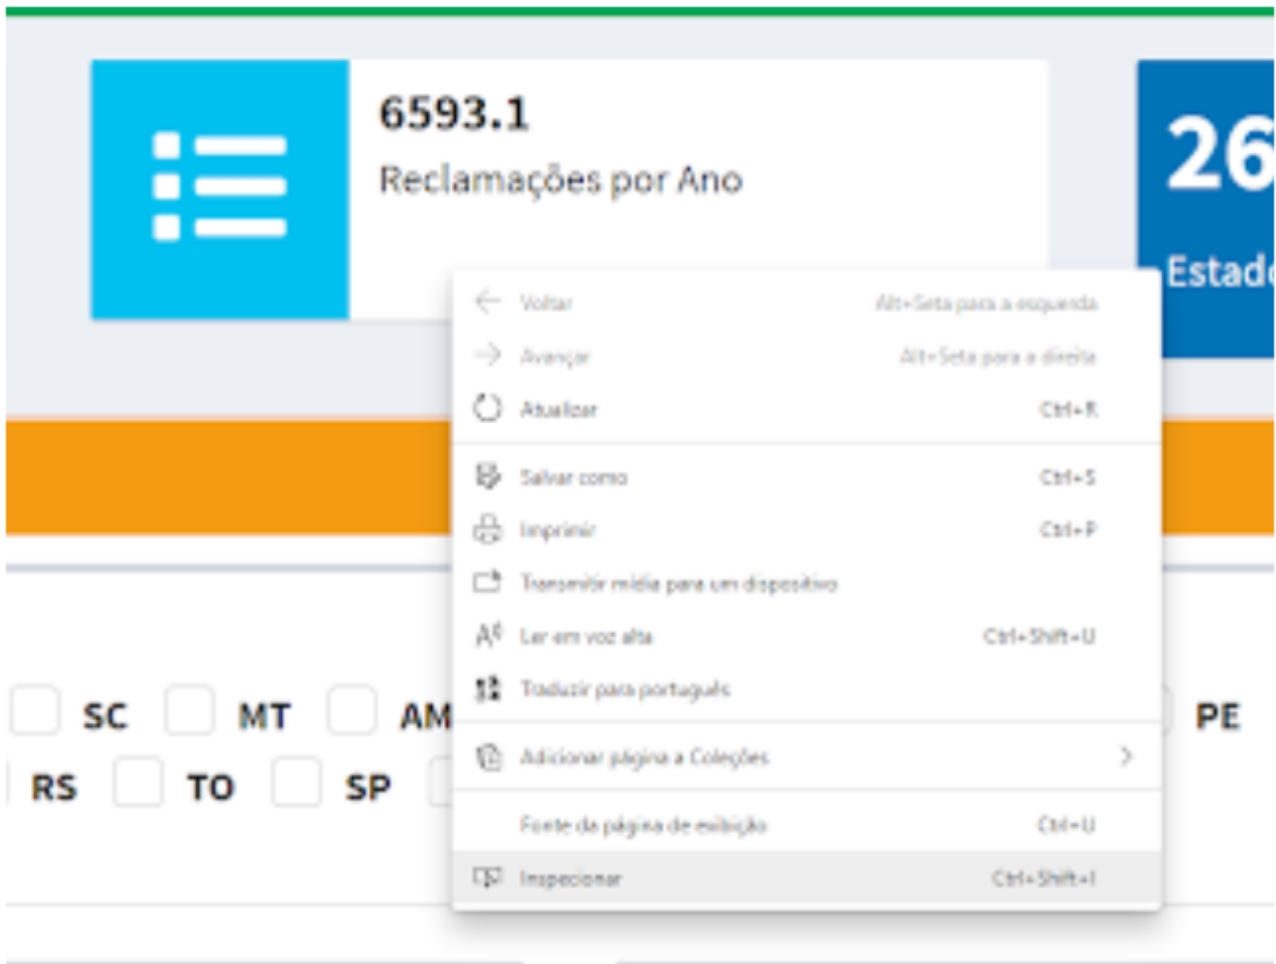 6593.1
Reclamações por Ano
26
Estado
Voltar Alt+Seta para a esquerda
Avançar Alt+Seta para a direita
Atualizar Ctrl+R
Salvar como Ctrl+S
Imprimir Ctrl+P
Transmitir mídia para um dispositivo
Ler em voz alta Ctrl+Shift+U
Traduzir para português
SC MT AM PE
Adicionar página a Coleções
RS TO SP
Fonte da página de exibição Ctrl+U
Inspecionar Ctrl+Shift+I